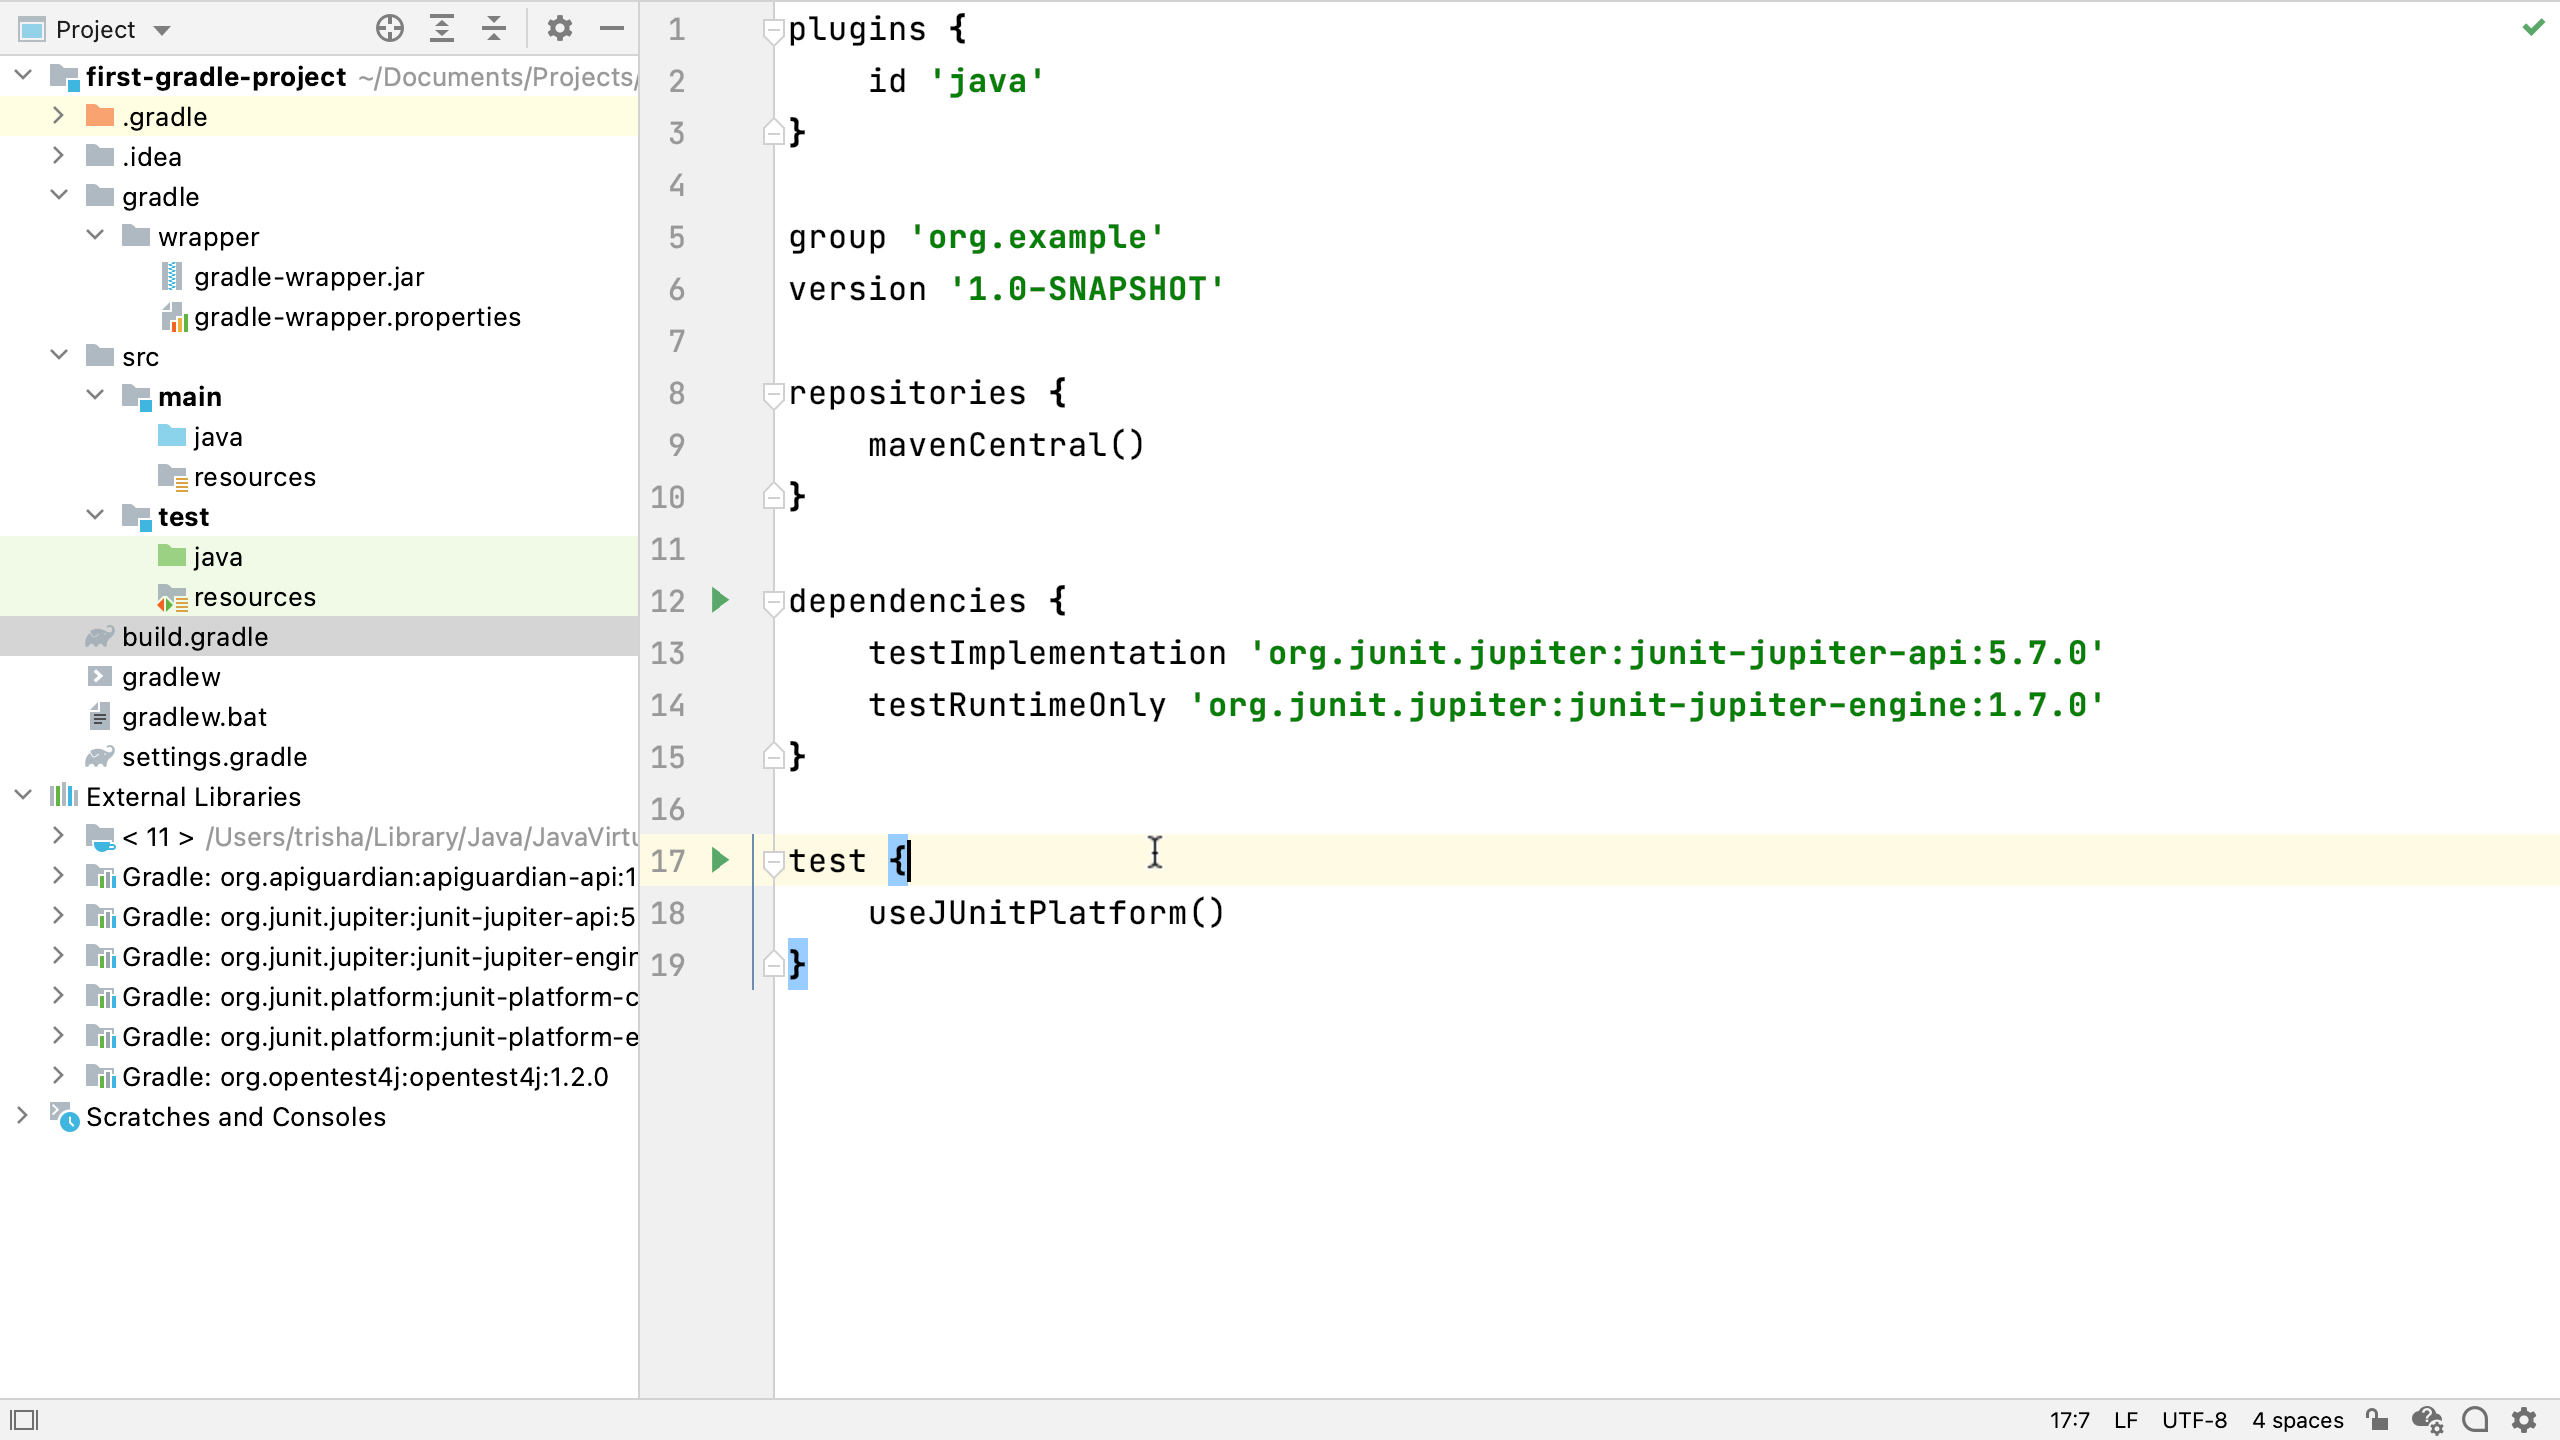 Project
first-gradle-project ~/Documents/Projects/
.gradle
.idea
gradle
wrapper
gradle-wrapper.jar
gradle-wrapper.properties
src
main
java
resources
test
java
resources
build.gradle
gradlew
gradlew.bat
settings.gradle
External Libraries
< 11 > /Users/trisha/Library/Java/JavaVirtu
Gradle: org.apiguardian:apiguardian-api:1
Gradle: org.junit.jupiter:junit-jupiter-api:5
Gradle: org.junit.jupiter:junit-jupiter-engin
Gradle: org.junit.platform:junit-platform-c
Gradle: org.junit.platform:junit-platform-e
Gradle: org.opentest4j:opentest4j:1.2.0
Scratches and Consoles
1 plugins {
2     id 'java'
3 }
4
5 group 'org.example'
6 version '1.0-SNAPSHOT'
7
8 repositories {
9     mavenCentral()
10 }
11
12 dependencies {
13     testImplementation 'org.junit.jupiter:junit-jupiter-api:5.7.0'
14     testRuntimeOnly 'org.junit.jupiter:junit-jupiter-engine:1.7.0'
15 }
16
17 test {
18     useJUnitPlatform()
19 }
17:7 LF UTF-8 4 spaces